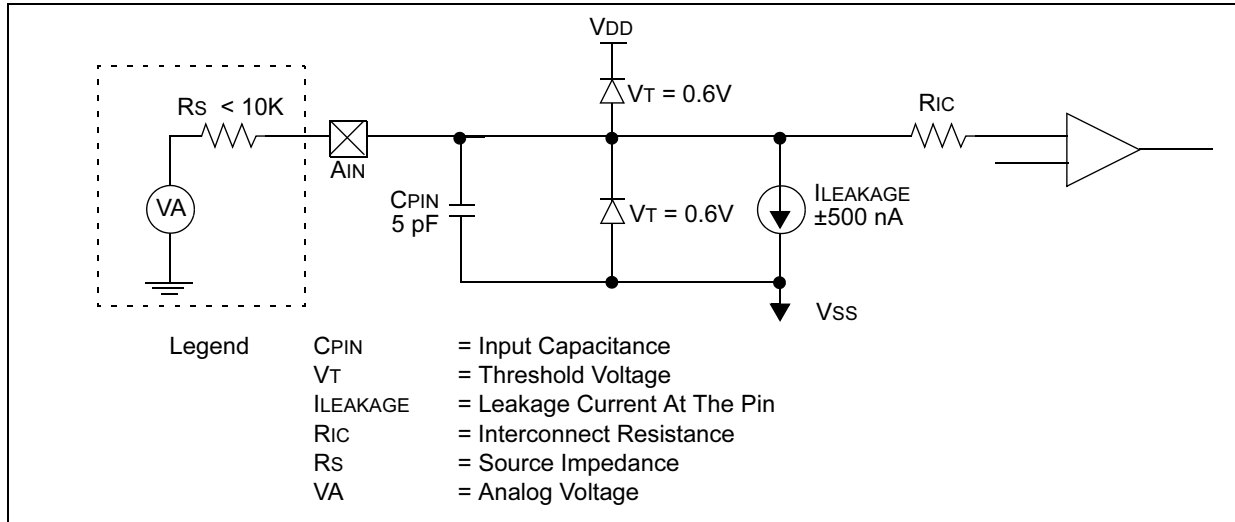 VDD
RS < 10K
VT = 0.6V
RIC
AIN
VA
CPIN
5 pF
VT = 0.6V
ILEAKAGE
±500 nA
VSS
Legend CPIN = Input Capacitance
VT = Threshold Voltage
ILEAKAGE = Leakage Current At The Pin
RIC = Interconnect Resistance
RS = Source Impedance
VA = Analog Voltage